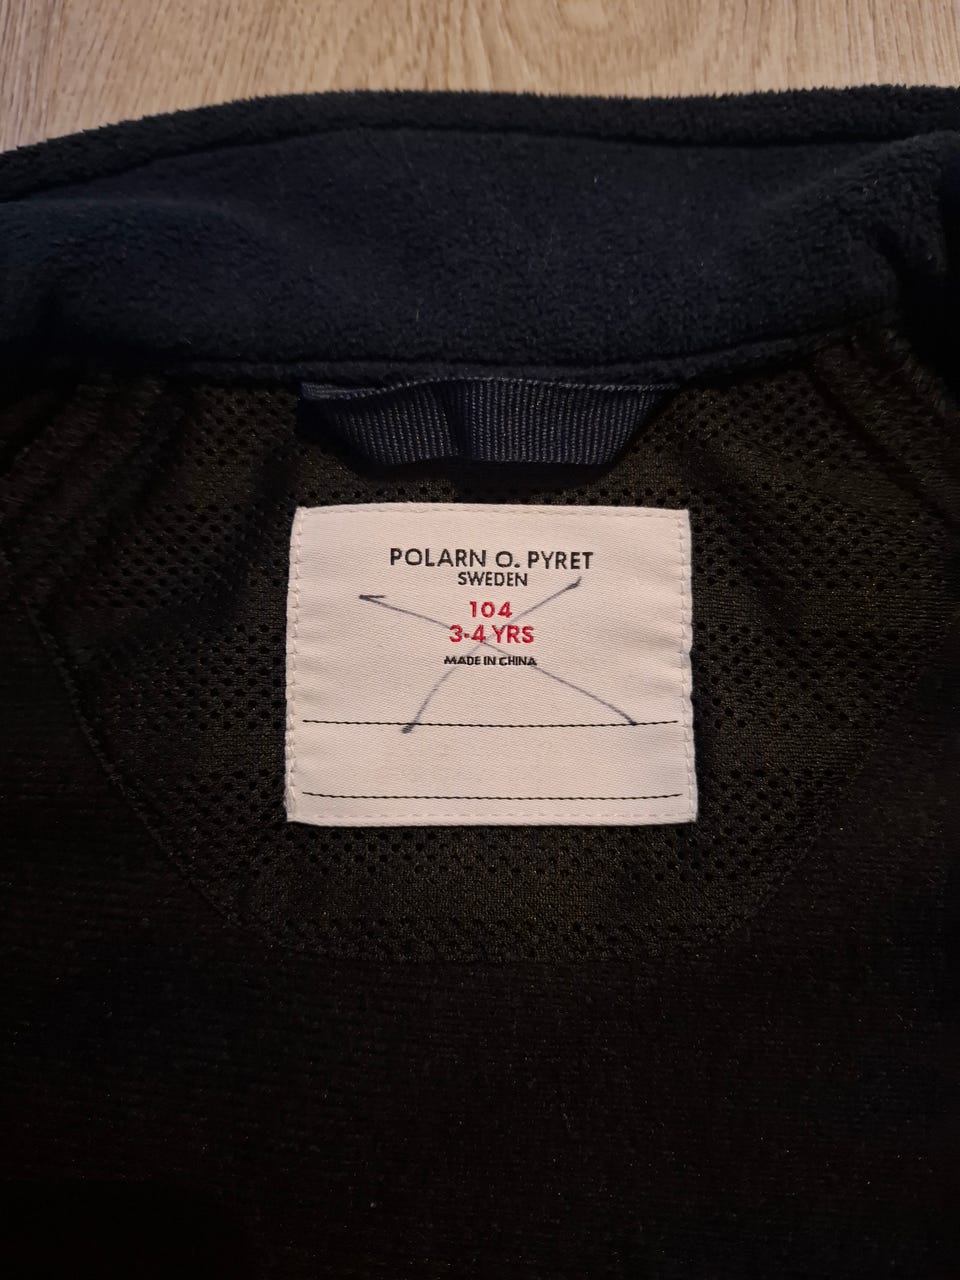 POLARN O. PYRET
SWEDEN
104
3-4 YRS
MADE IN CHINA